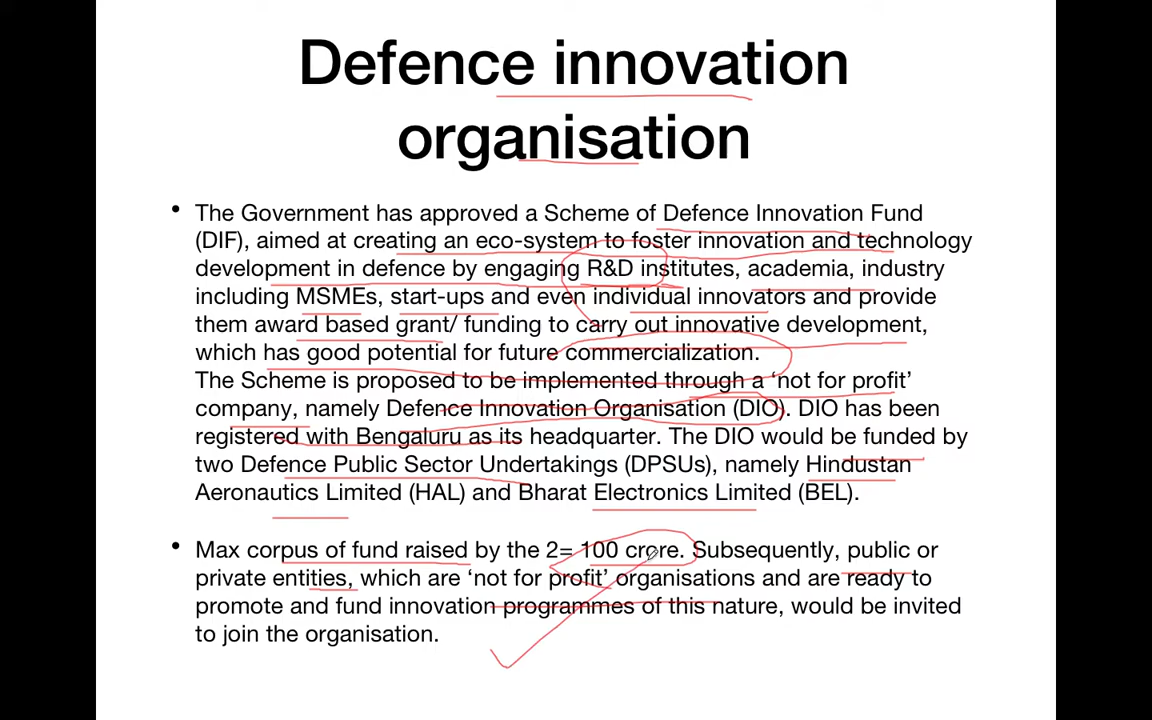 Defence innovation
organisation
• The Government has approved a Scheme of Defence Innovation Fund
(DIF), aimed at creating an eco-system to foster innovation and technology
development in defence by engaging R&D institutes, academia, industry
including MSMEs, start-ups and even individual innovators and provide
them award based grant/ funding to carry out innovative development,
which has good potential for future commercialization.
The Scheme is proposed to be implemented through a ‘not for profit’
company, namely Defence Innovation Organisation (DIO). DIO has been
registered with Bengaluru as its headquarter. The DIO would be funded by
two Defence Public Sector Undertakings (DPSUs), namely Hindustan
Aeronautics Limited (HAL) and Bharat Electronics Limited (BEL).
• Max corpus of fund raised by the 2= 100 crore. Subsequently, public or
private entities, which are ‘not for profit’ organisations and are ready to
promote and fund innovation programmes of this nature, would be invited
to join the organisation.